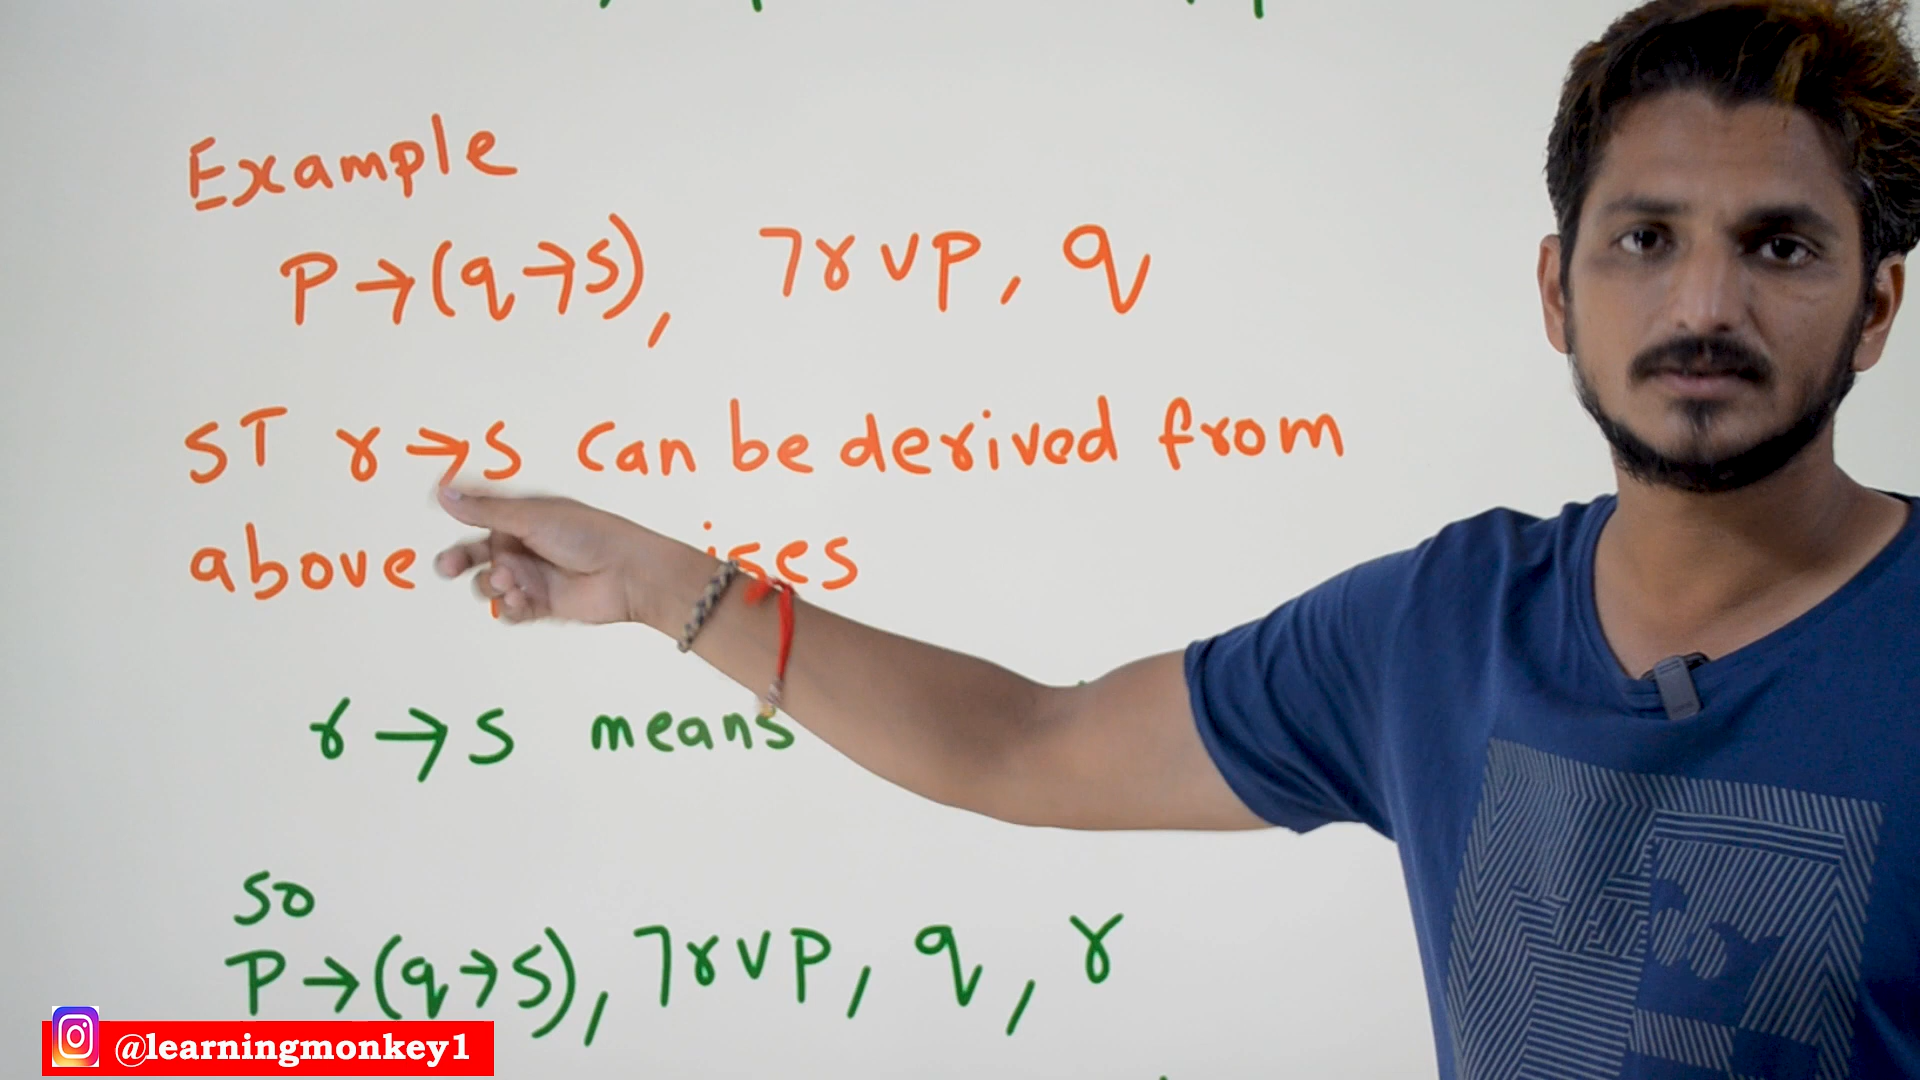 Example
P→(q→S), ┐r∨P, q
ST r→S can be derived from
above
r→S means
So
P→(q→S), ┐r∨P, q, r
@learningmonkey1